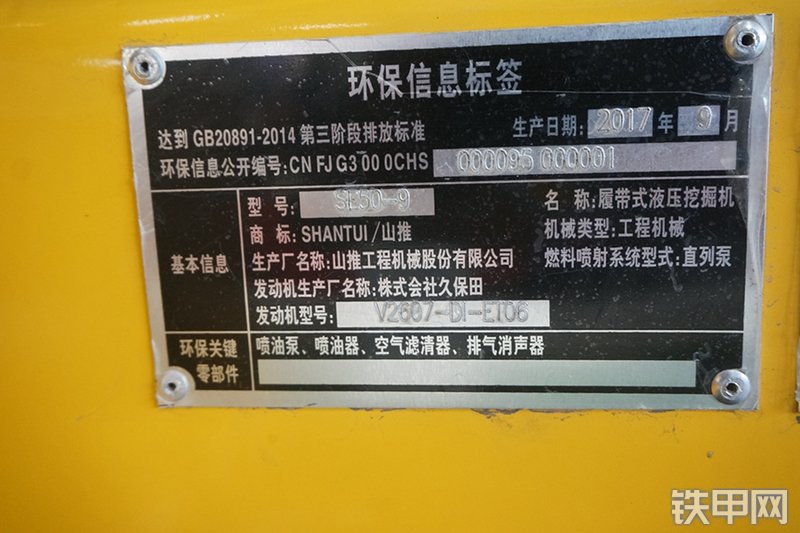 环保信息标签
达到 GB20891-2014 第三阶段排放标准
生产日期: 2017 年 9 月
环保信息公开编号: CN FJ G3 00 0CHS 000095 000001
基本信息
型 号: SE50-9
商 标: SHANTUI/山推
生产厂名称: 山推工程机械股份有限公司
发动机生产厂名称: 株式会社久保田
发动机型号: V2607-DI-ET06
名 称: 履带式液压挖掘机
机械类型: 工程机械
燃料喷射系统型式: 直列泵
环保关键
零部件
喷油泵、喷油器、空气滤清器、排气消声器
铁甲网